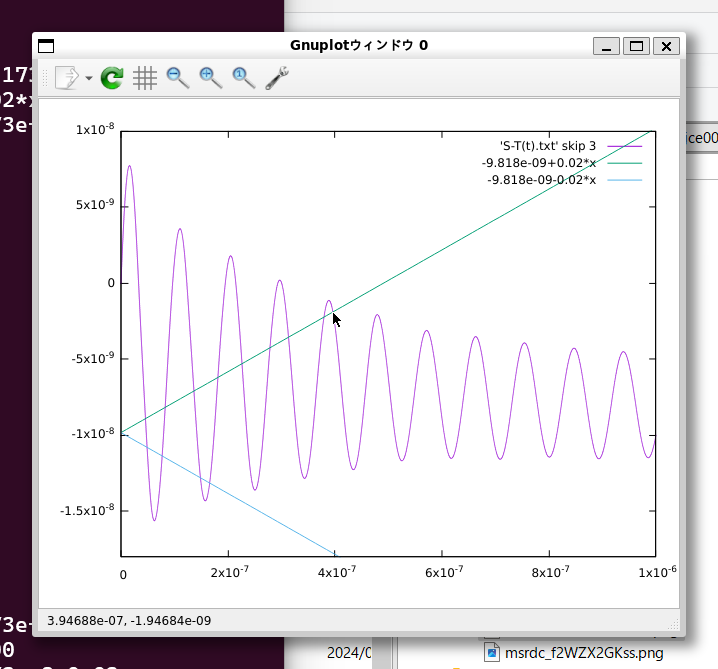 Gnuplotウィンドウ 0
173
02*x
/3e-
ice00
1x10⁻⁸
5x10⁻⁹
0
-5x10⁻⁹
-1x10⁻⁸
-1.5x10⁻⁸
'S-T(t).txt' skip 3
-9.818e-09+0.02*x
-9.818e-09-0.02*x
0
2x10⁻⁷
4x10⁻⁷
6x10⁻⁷
8x10⁻⁷
1x10⁻⁶
3.94688e-07, -1.94684e-09
/3e-
00
2024/0
msrdc_f2WZX2GKss.png